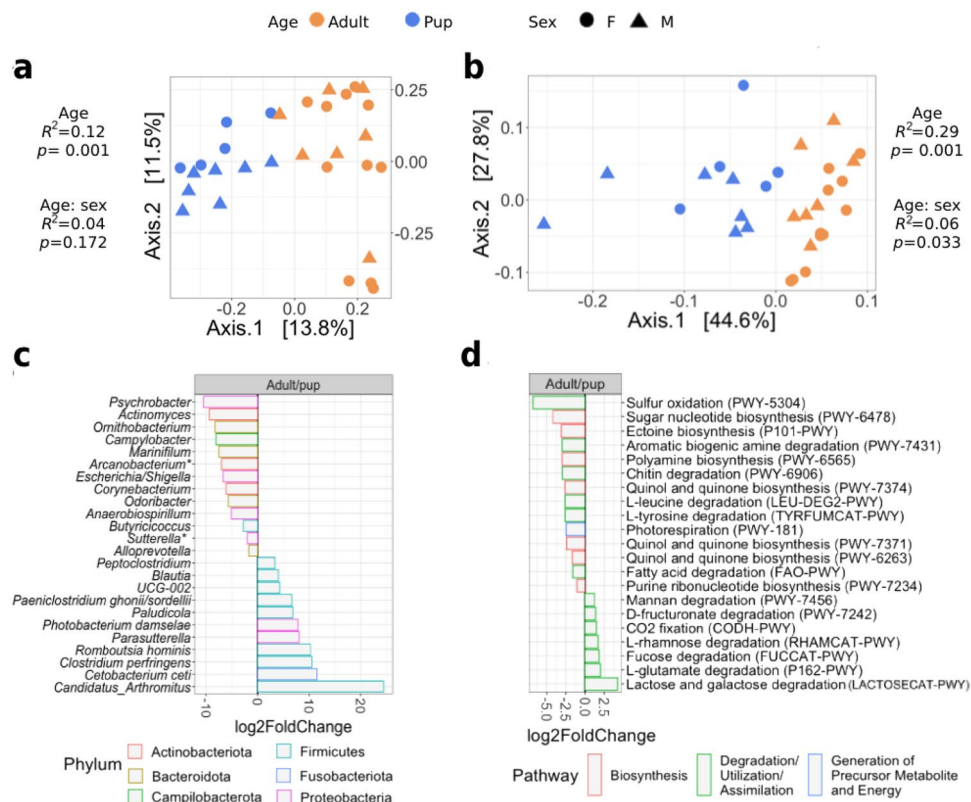 Age Adult Pup Sex F M
a
Age
R²=0.12
p= 0.001
Age: sex
R²=0.04
p=0.172
Axis.2 [11.5%]
0.25
0.00
-0.25
-0.2 0.0 0.2
Axis.1 [13.8%]
b
Axis.2 [27.8%]
0.1
0.0
-0.1
-0.2 -0.1 0.0 0.1
Axis.1 [44.6%]
Age
R²=0.29
p= 0.001
Age: sex
R²=0.06
p=0.033
c
Adult/pup
Psychrobacter
Actinomyces
Ornithobacterium
Campylobacter
Marinifilum
Arcanobacterium*
Escherichia/Shigella
Corynebacterium
Odoribacter
Anaerobiospirillum
Butyricicoccus
Sutterella*
Alloprevotella
Peptoclostridium
Blautia
UCG-002
Paeniclostridium ghonii/sordellii
Paludicola
Photobacterium damselae
Parasutterella
Romboutsia hominis
Clostridium perfringens
Cetobacterium ceti
Candidatus_Arthromitus
-10 0 10 20
log2FoldChange
Phylum
Actinobacteriota
Bacteroidota
Campilobacterota
Firmicutes
Fusobacteriota
Proteobacteria
d
Adult/pup
Sulfur oxidation (PWY-5304)
Sugar nucleotide biosynthesis (PWY-6478)
Ectoine biosynthesis (P101-PWY)
Aromatic biogenic amine degradation (PWY-7431)
Polyamine biosynthesis (PWY-6565)
Chitin degradation (PWY-6906)
Quinol and quinone biosynthesis (PWY-7374)
L-leucine degradation (LEU-DEG2-PWY)
L-tyrosine degradation (TYRFUMCAT-PWY)
Photorespiration (PWY-181)
Quinol and quinone biosynthesis (PWY-7371)
Quinol and quinone biosynthesis (PWY-6263)
Fatty acid degradation (FAO-PWY)
Purine ribonucleotide biosynthesis (PWY-7234)
Mannan degradation (PWY-7456)
D-fructuronate degradation (PWY-7242)
CO2 fixation (CODH-PWY)
L-rhamnose degradation (RHAMCAT-PWY)
Fucose degradation (FUCCAT-PWY)
L-glutamate degradation (P162-PWY)
Lactose and galactose degradation (LACTOSECAT-PWY)
-5.0 -2.5 0.0 2.5
log2FoldChange
Pathway
Biosynthesis
Degradation/
Utilization/
Assimilation
Generation of
Precursor Metabolite
and Energy